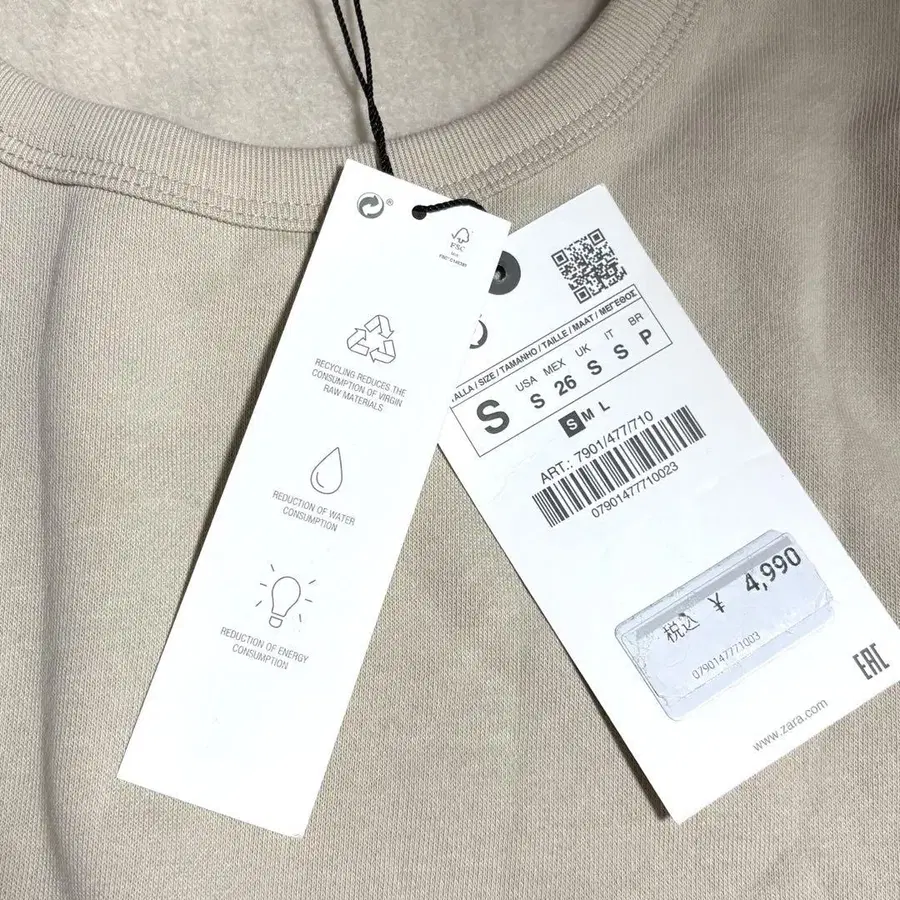 ®
FSC
RECYCLING REDUCES THE
CONSUMPTION OF VIRGIN
RAW MATERIALS
REDUCTION OF WATER
CONSUMPTION
REDUCTION OF ENERGY
CONSUMPTION
ALLA / SIZE / TAMANHO / TAILLE / MAAT / ΜΕΓΕΘΟΣ
USA MEX UK IT BR
S S 26 S S P
S M L
ART.: 7901/477/710
07901477710023
税込 ¥ 4,990
0790147771003
EAC
www.zara.com